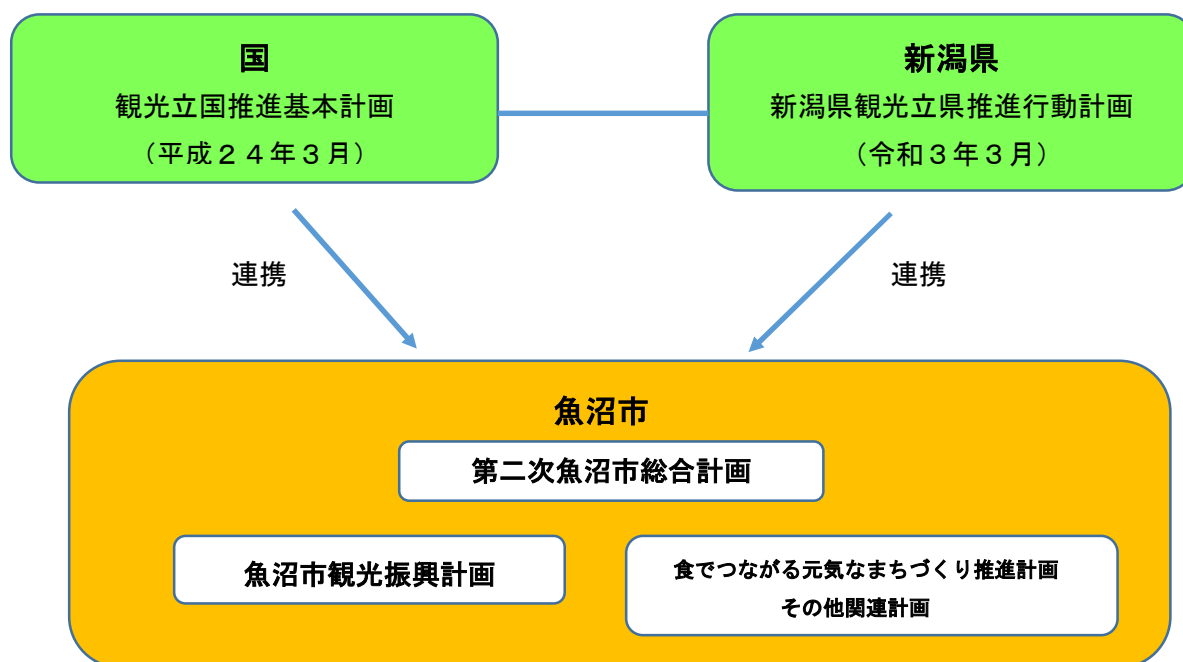 国
観光立国推進基本計画
（平成２４年３月）
新潟県
新潟県観光立県推進行動計画
（令和３年３月）
連携
連携
魚沼市
第二次魚沼市総合計画
魚沼市観光振興計画
食でつながる元気なまちづくり推進計画
その他関連計画